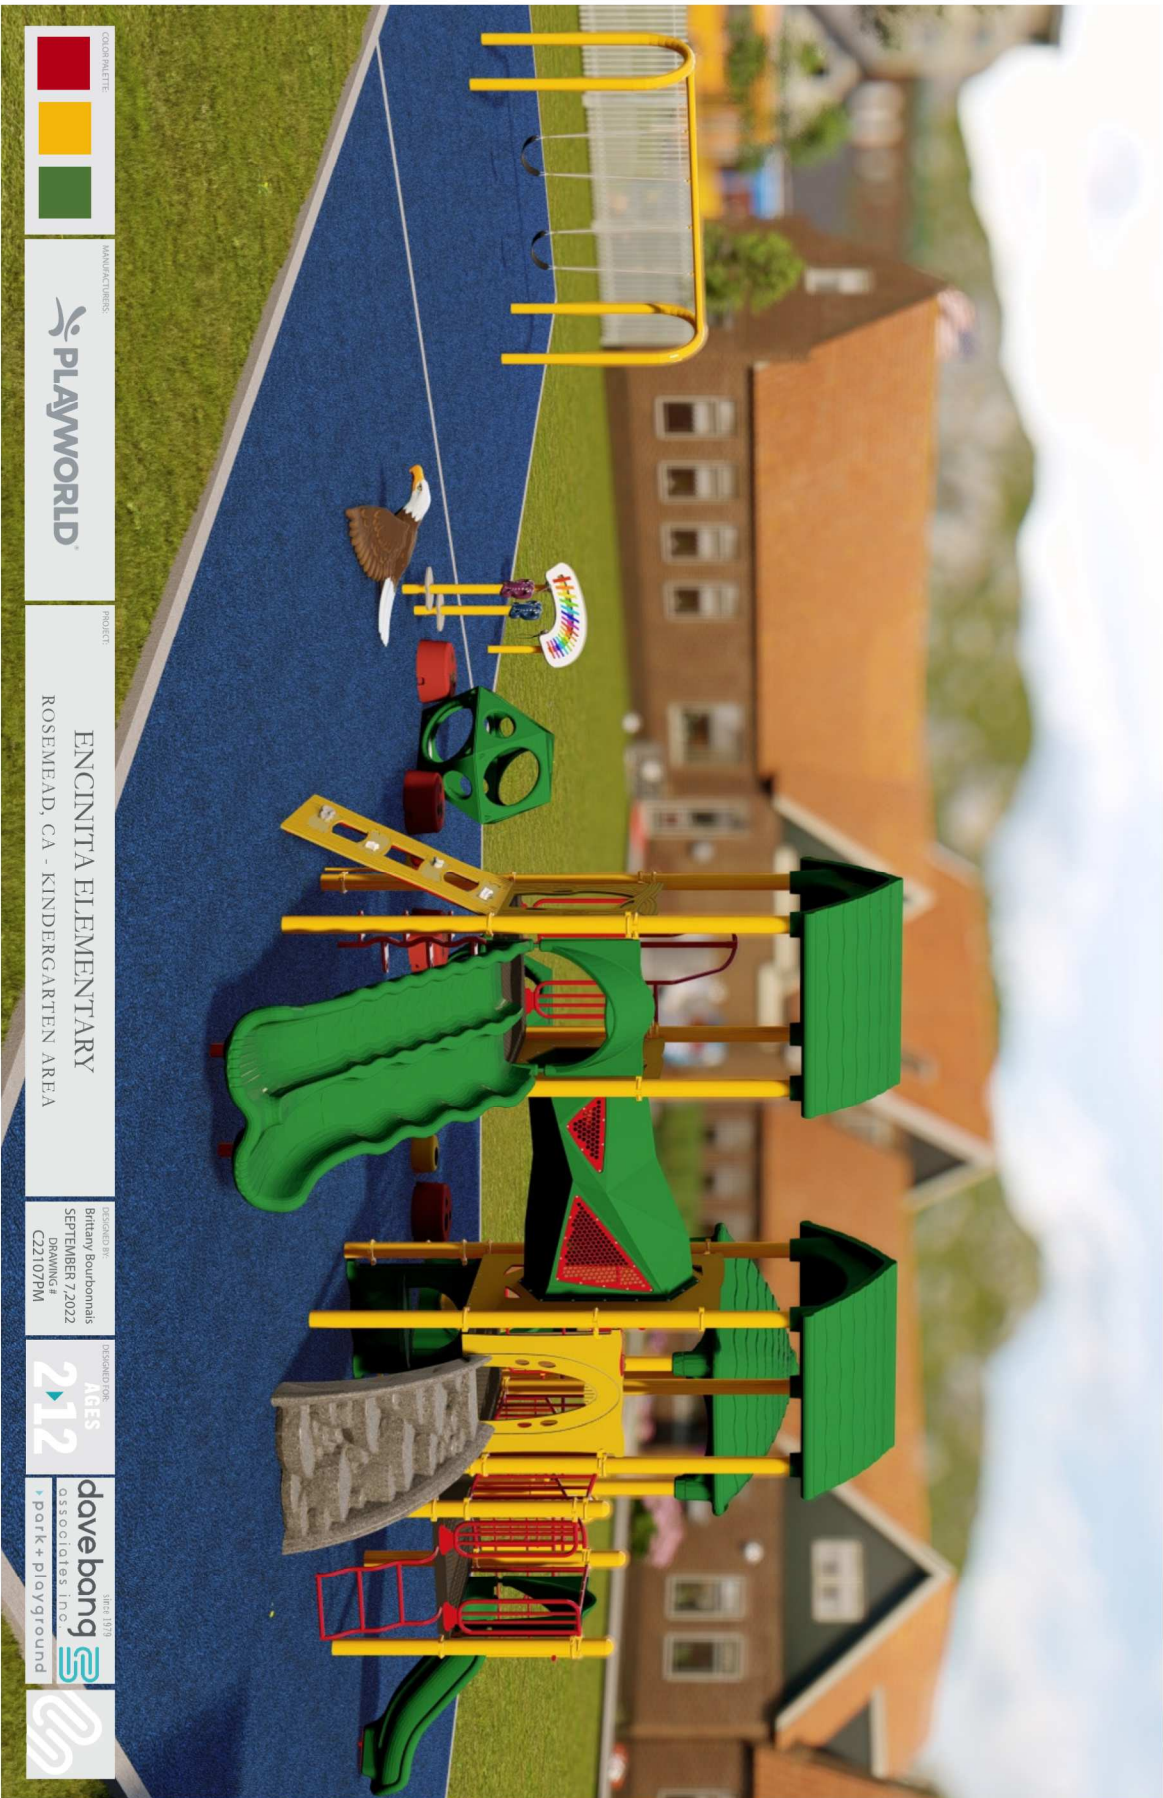 COLOR PALETTE:
MANUFACTURERS:
PLAYWORLD®
PROJECT:
ENCINITA ELEMENTARY
ROSEMEAD, CA - KINDERGARTEN AREA
DESIGNED BY:
Brittany Bourbonnais
SEPTEMBER 7,2022
DRAWING #
C22107PM
DESIGNED FOR:
AGES
2▸12
since 1979
davebang
associates inc.
▸ park + playground